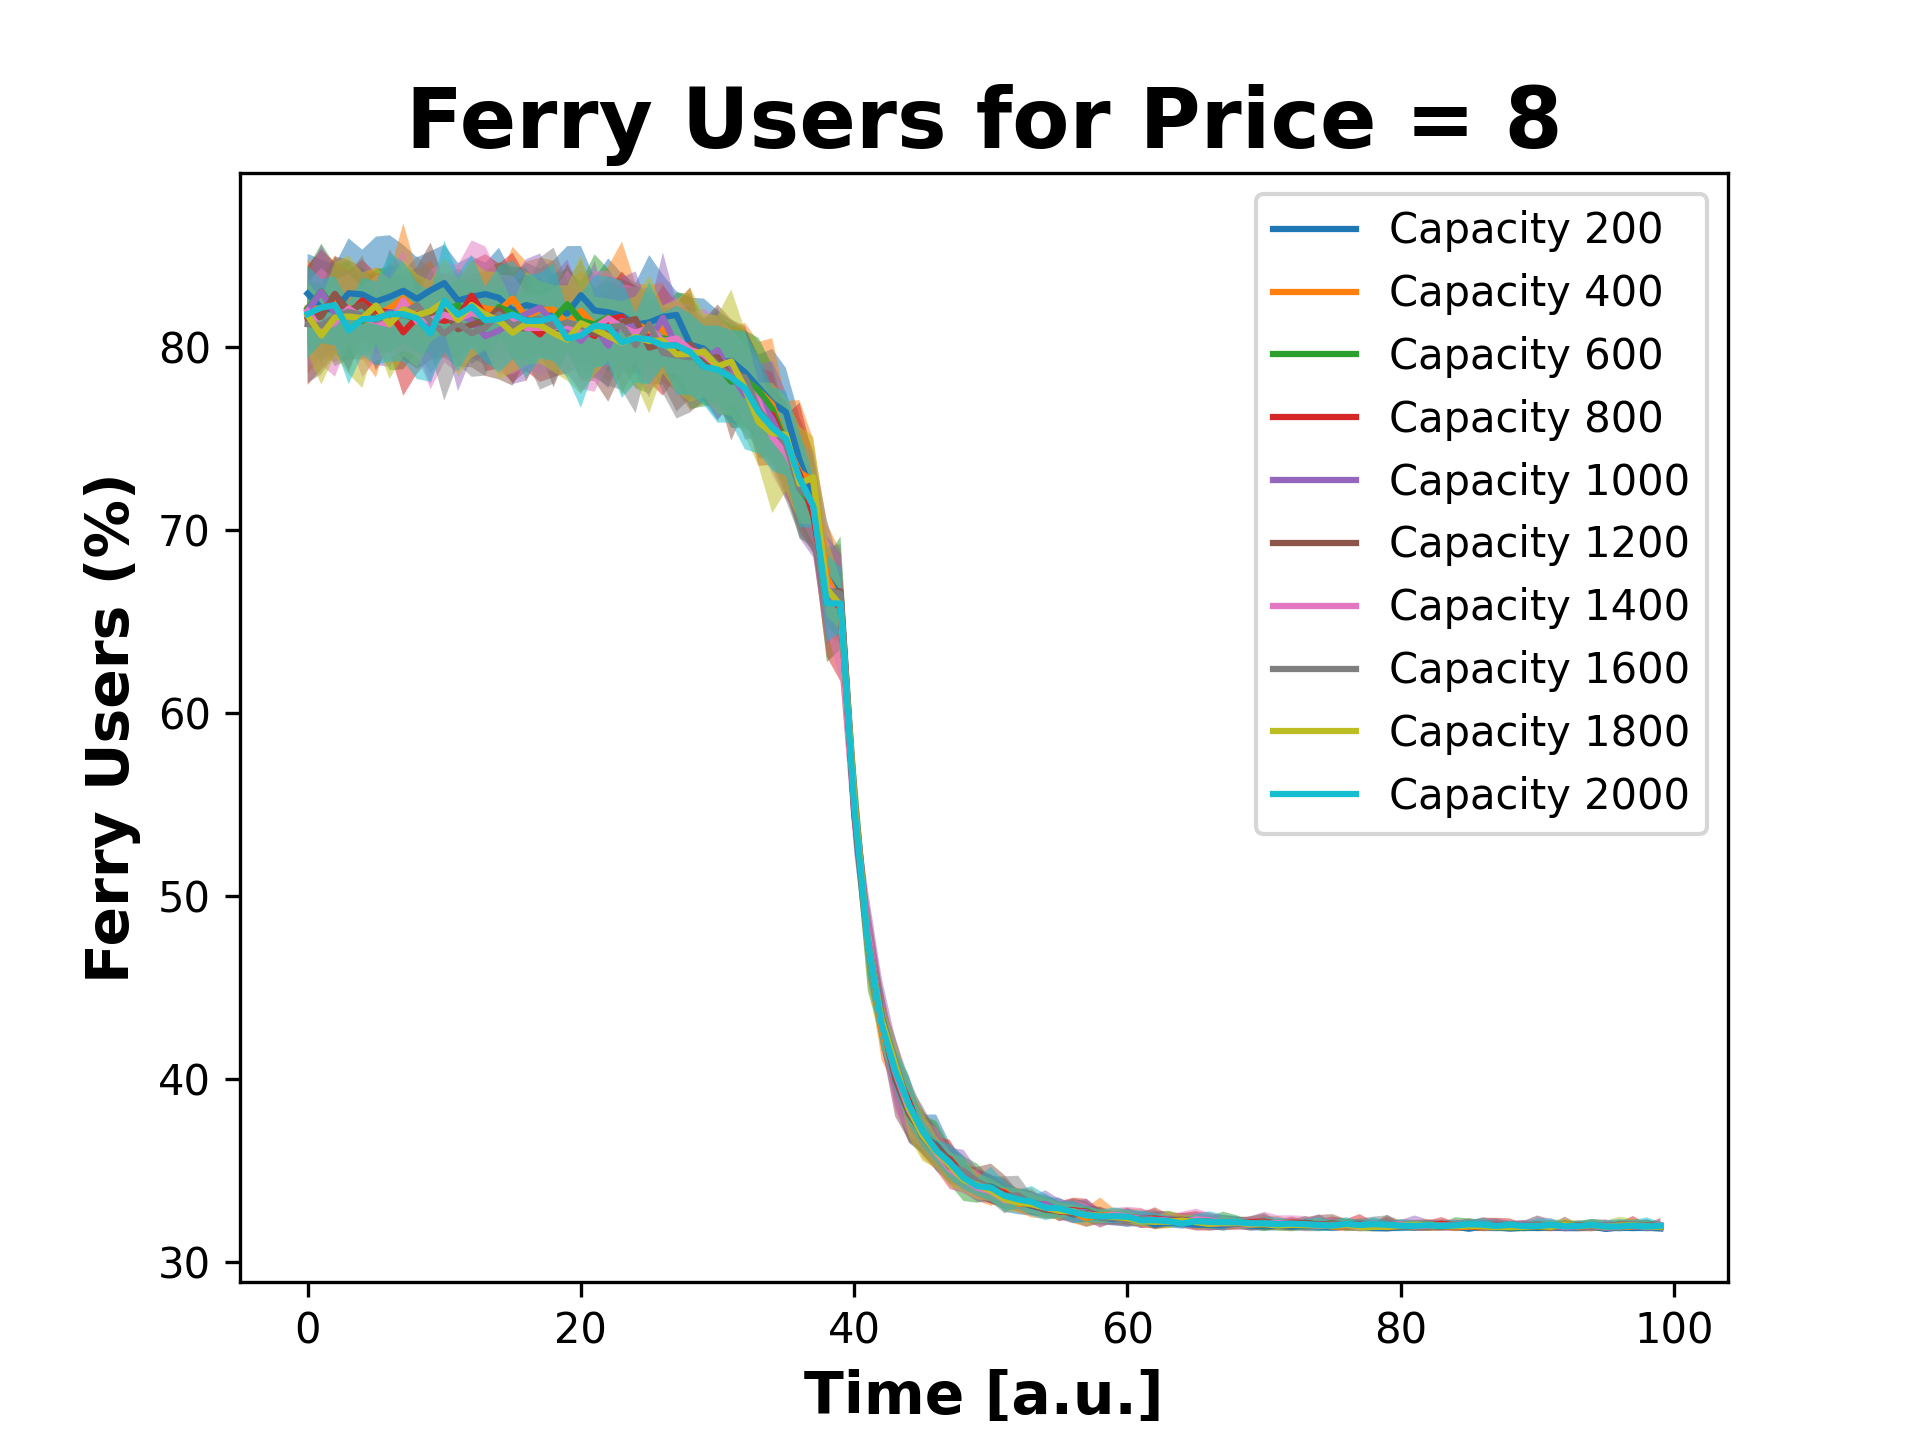 Ferry Users for Price = 8
Ferry Users (%)
80
70
60
50
40
30
0
20
40
60
80
100
Time [a.u.]
Capacity 200
Capacity 400
Capacity 600
Capacity 800
Capacity 1000
Capacity 1200
Capacity 1400
Capacity 1600
Capacity 1800
Capacity 2000